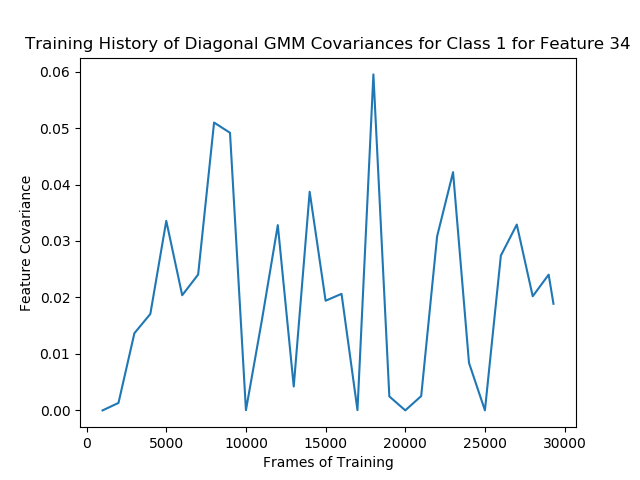 Training History of Diagonal GMM Covariances for Class 1 for Feature 34
0.06
0.05
0.04
0.03
0.02
0.01
0.00
Feature Covariance
0 5000 10000 15000 20000 25000 30000
Frames of Training